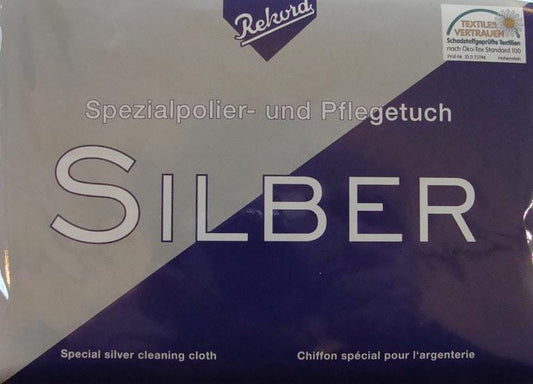 Rekord
TEXTILES
VERTRAUEN
Schadstoffgeprüfte Textilien
nach Öko-Tex Standard 100
Hohenstein
Spezialpolier- und Pflegetuch
SILBER
Special silver cleaning cloth
Chiffon spécial pour l'argenterie